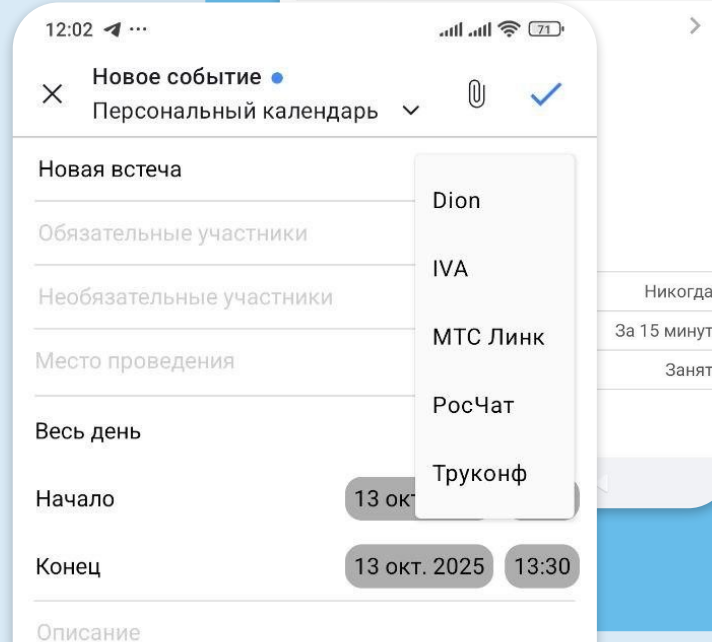 12:02
71
Новое событие
Персональный календарь
Новая встеча
Dion
Обязательные участники
IVA
Необязательные участники
Никогда
МТС Линк
За 15 минут
Место проведения
Занят
РосЧат
Весь день
Труконф
Начало
13 окт
Конец
13 окт. 2025
13:30
Описание